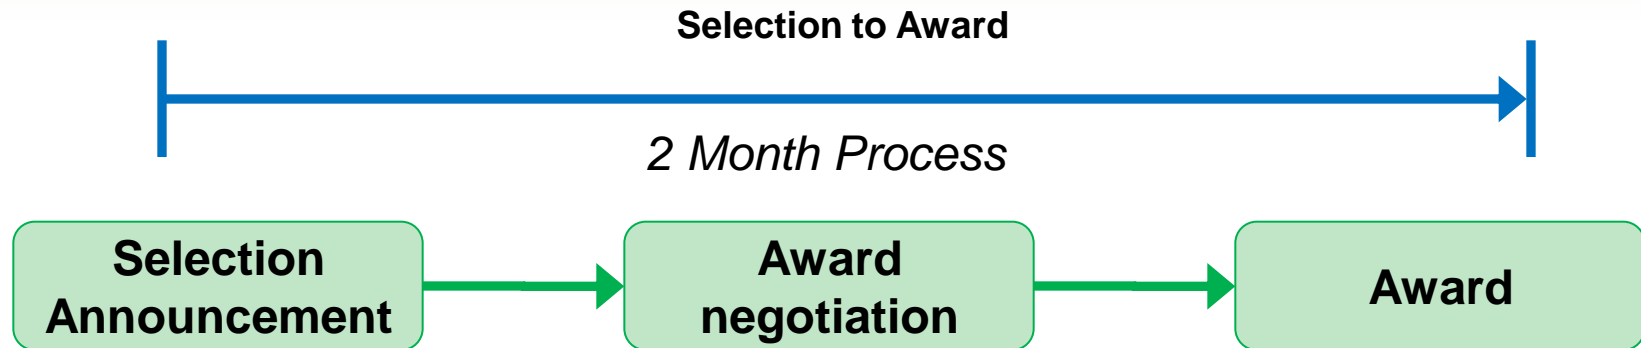 Selection to Award
2 Month Process
Selection
Announcement
Award
negotiation
Award